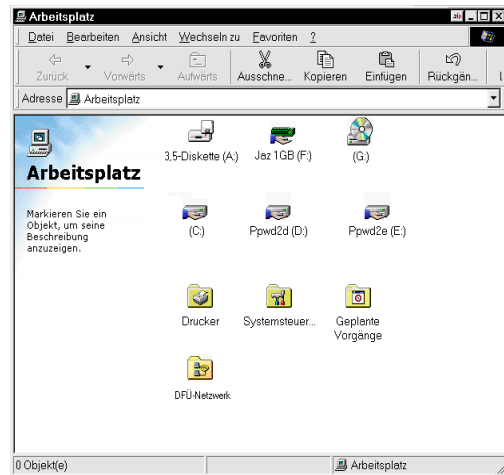 Arbeitsplatz
Datei Bearbeiten Ansicht Wechseln zu Favoriten ?
Zurück Vorwärts Aufwärts Ausschne... Kopieren Einfügen Rückgän...
Adresse Arbeitsplatz
Arbeitsplatz
Markieren Sie ein
Objekt, um seine
Beschreibung
anzuzeigen.
3,5-Diskette (A:) Jaz 1GB (F:) (G:)
(C:) Ppwd2d (D:) Ppwd2e (E:)
Drucker Systemsteuer... Geplante
Vorgänge
DFÜ-Netzwerk
0 Objekt(e) Arbeitsplatz